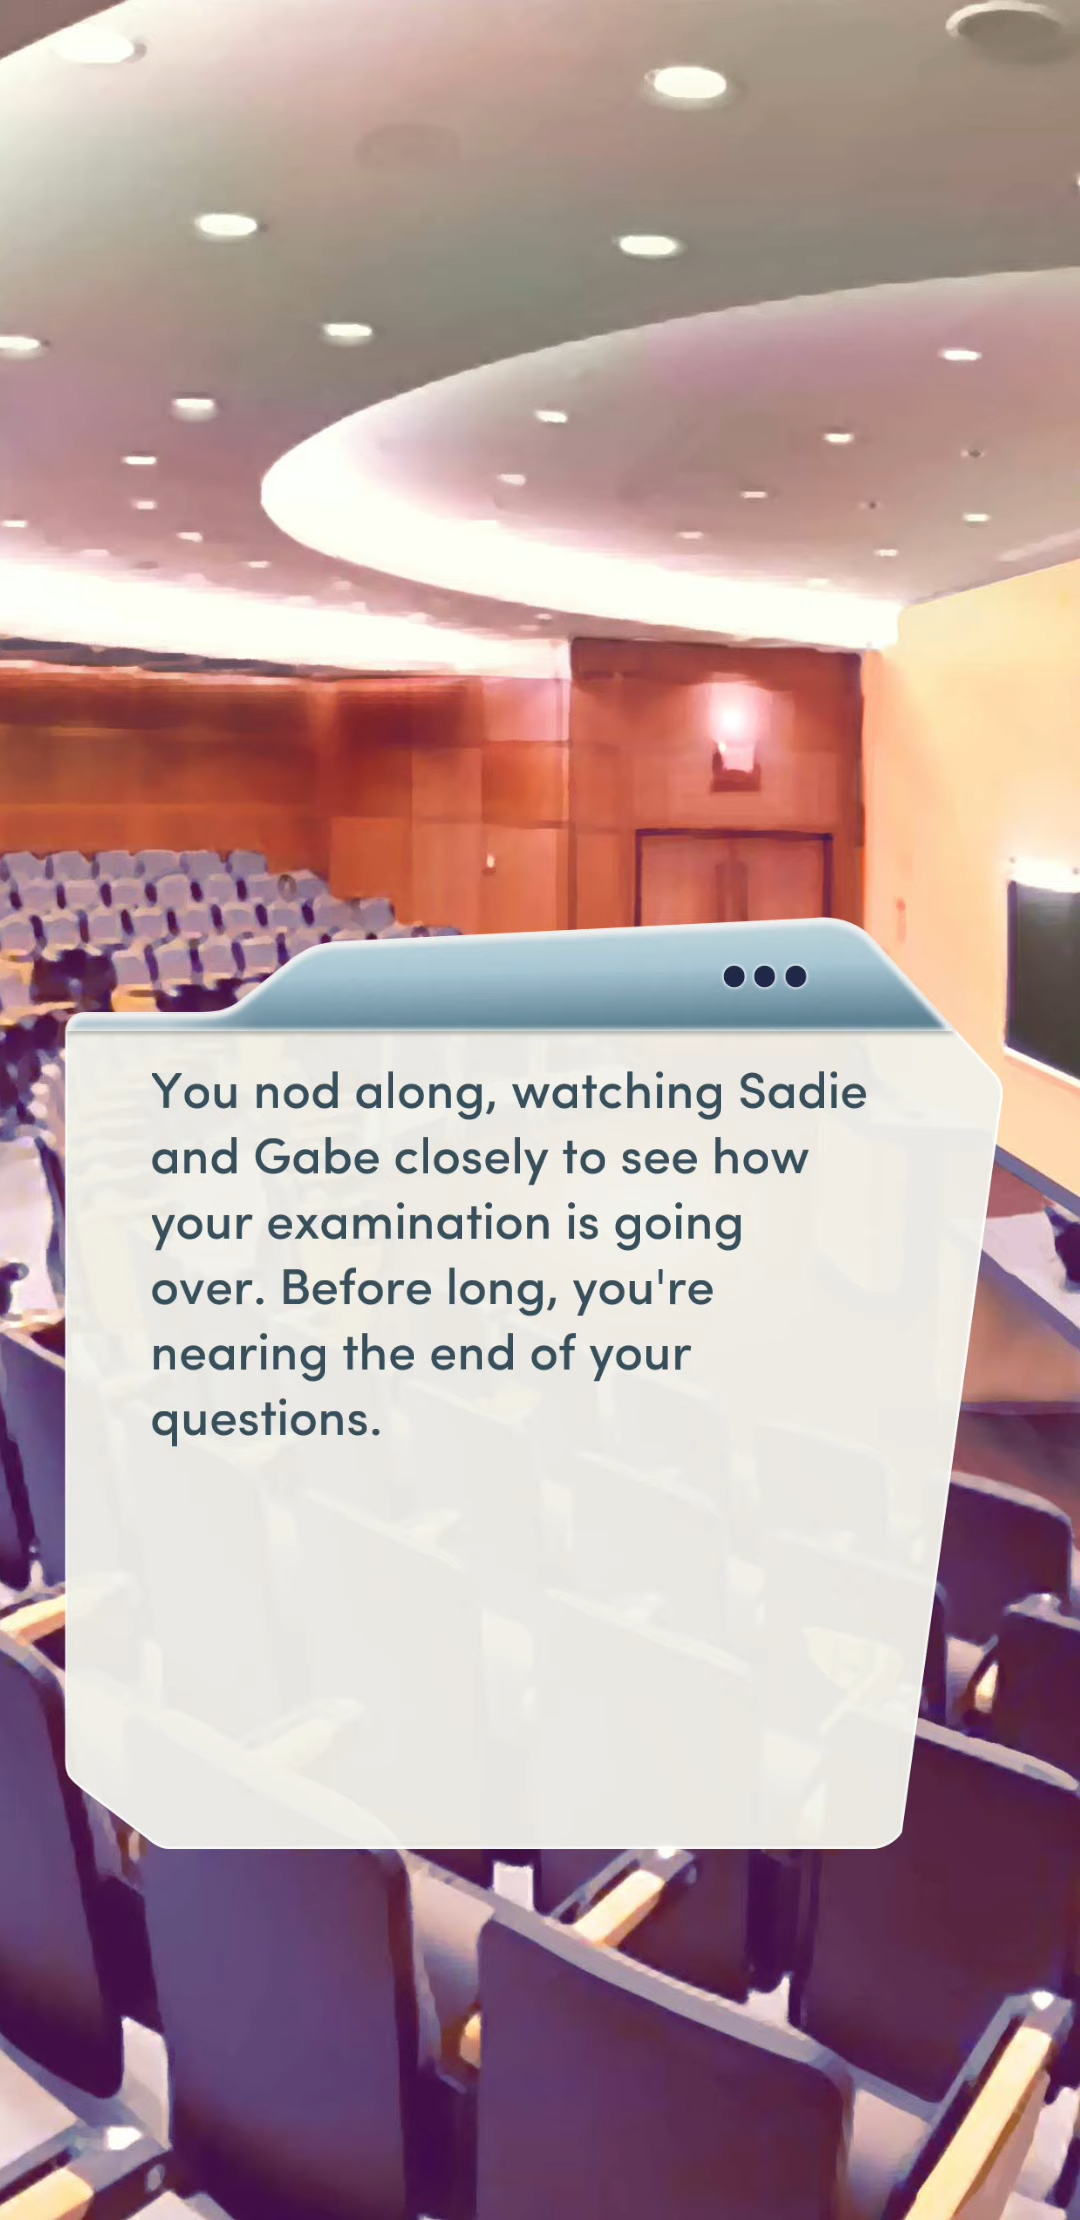 You nod along, watching Sadie
and Gabe closely to see how
your examination is going
over. Before long, you're
nearing the end of your
questions.